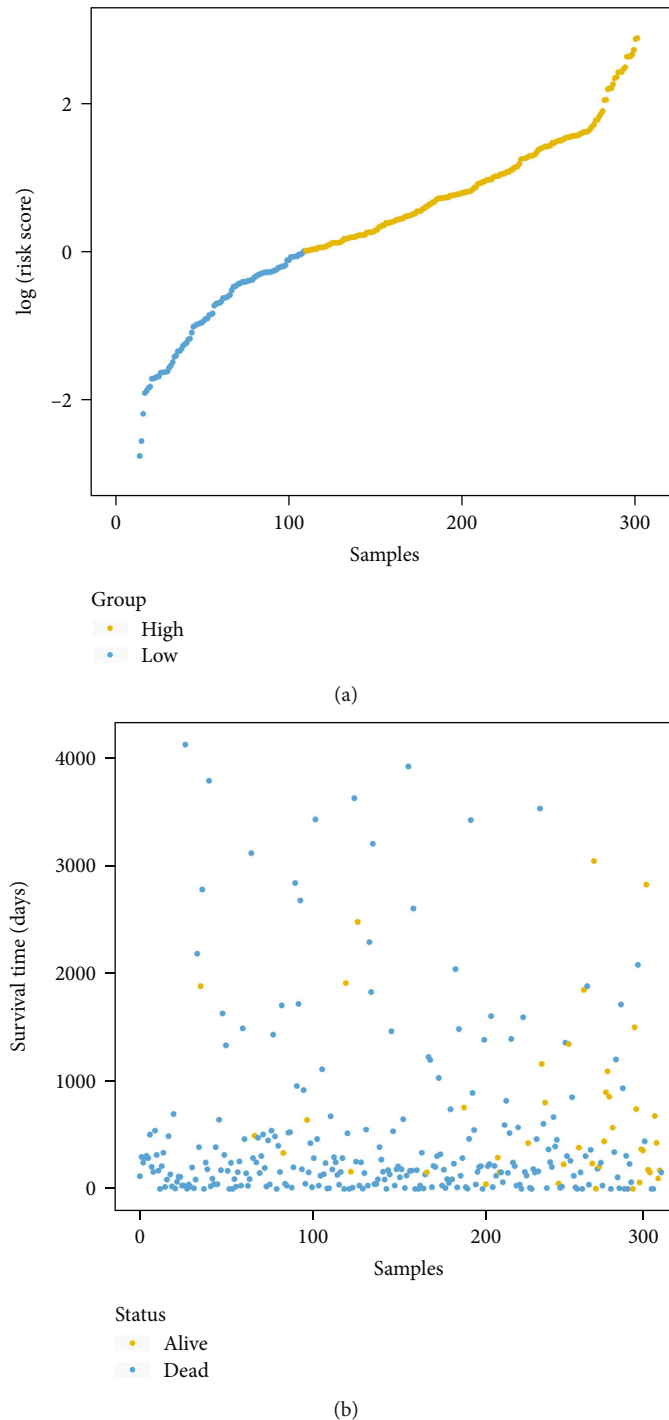 log (risk score)
2
0
−2
0
100
200
300
Samples
Group
High
Low
(a)
Survival time (days)
4000
3000
2000
1000
0
0
100
200
300
Samples
Status
Alive
Dead
(b)